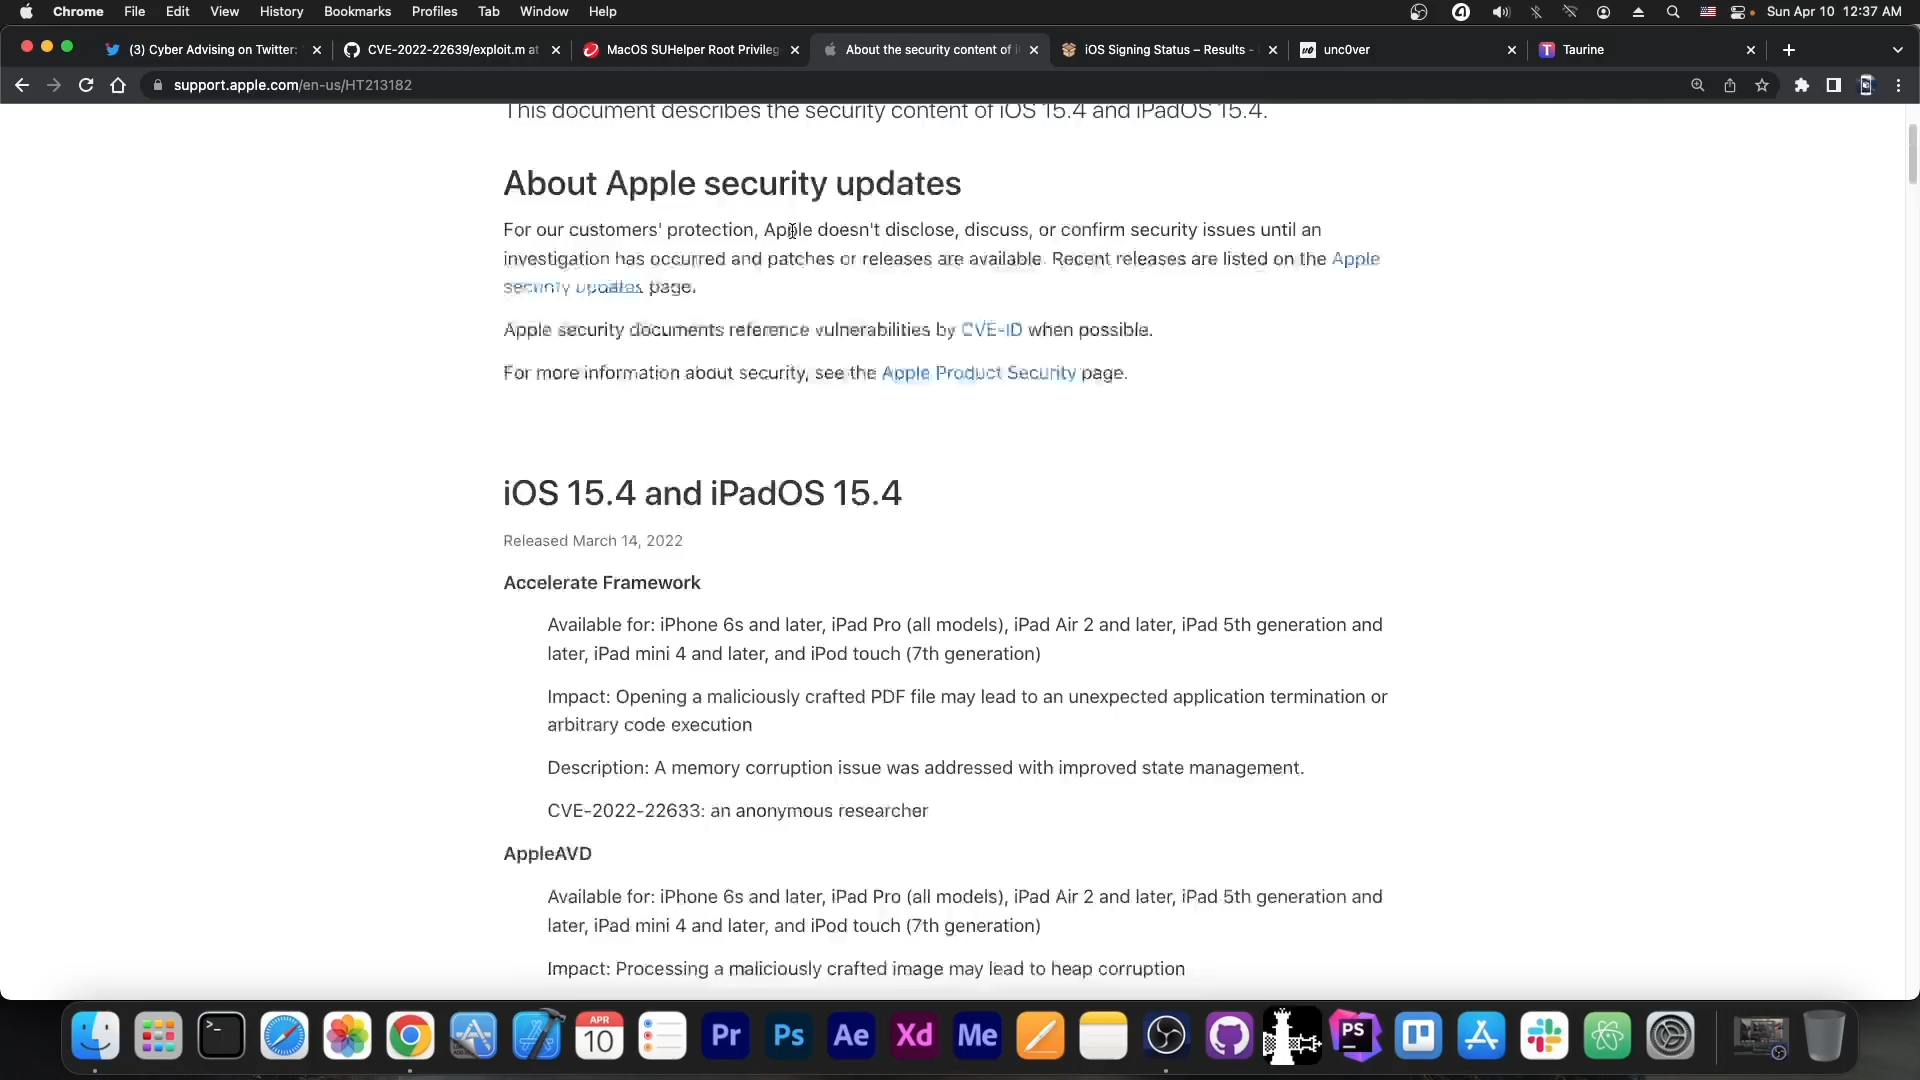 Chrome File Edit View History Bookmarks Profiles Tab Window Help Sun Apr 10 12:37 AM
(3) Cyber Advising on Twitter: CVE-2022-22639/exploit.m at MacOS SUHelper Root Privileg About the security content of i iOS Signing Status – Results - unc0ver Taurine
support.apple.com/en-us/HT213182
This document describes the security content of iOS 15.4 and iPadOS 15.4.
About Apple security updates
For our customers' protection, Apple doesn't disclose, discuss, or confirm security issues until an
investigation has occurred and patches or releases are available. Recent releases are listed on the Apple
security updates page.
Apple security documents reference vulnerabilities by CVE-ID when possible.
For more information about security, see the Apple Product Security page.
iOS 15.4 and iPadOS 15.4
Released March 14, 2022
Accelerate Framework
Available for: iPhone 6s and later, iPad Pro (all models), iPad Air 2 and later, iPad 5th generation and
later, iPad mini 4 and later, and iPod touch (7th generation)
Impact: Opening a maliciously crafted PDF file may lead to an unexpected application termination or
arbitrary code execution
Description: A memory corruption issue was addressed with improved state management.
CVE-2022-22633: an anonymous researcher
AppleAVD
Available for: iPhone 6s and later, iPad Pro (all models), iPad Air 2 and later, iPad 5th generation and
later, iPad mini 4 and later, and iPod touch (7th generation)
Impact: Processing a maliciously crafted image may lead to heap corruption
APR
10 Pr Ps Ae Xd Me PS